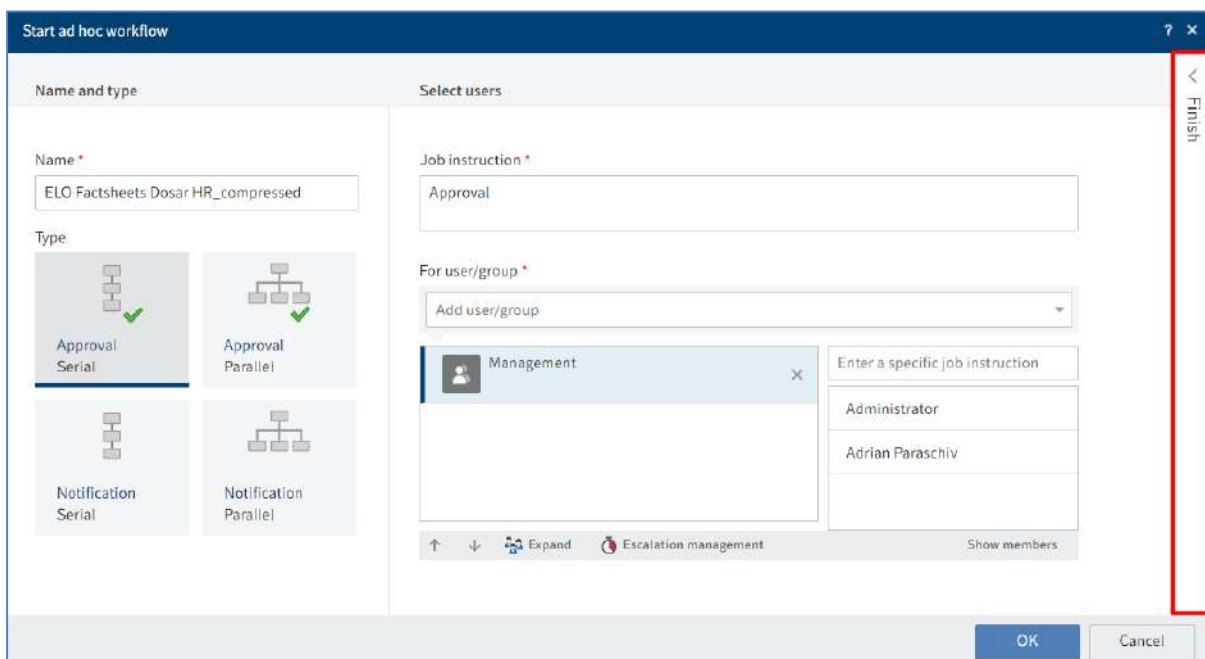 Start ad hoc workflow
? ×
Name and type
Select users
Finish
Name *
ELO Factsheets Dosar HR_compressed
Type
Approval
Serial
Approval
Parallel
Notification
Serial
Notification
Parallel
Job instruction *
Approval
For user/group *
Add user/group
Management
Enter a specific job instruction
Administrator
Adrian Paraschiv
Expand
Escalation management
Show members
OK
Cancel